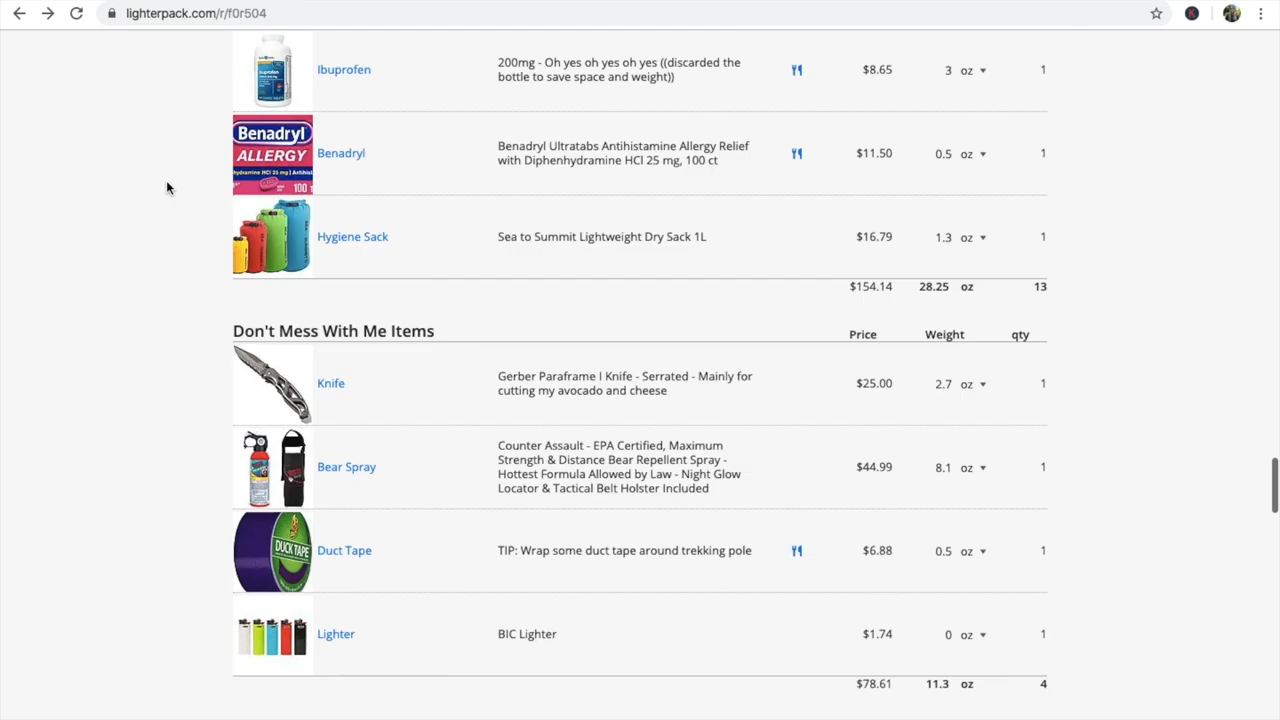 lighterpack.com/r/f0r504
K
Ibuprofen
200mg - Oh yes oh yes oh yes ((discarded the
bottle to save space and weight))
$8.65 3 oz 1
Benadryl
ALLERGY
100
Benadryl
Benadryl Ultratabs Antihistamine Allergy Relief
with Diphenhydramine HCl 25 mg, 100 ct
$11.50 0.5 oz 1
Hygiene Sack
Sea to Summit Lightweight Dry Sack 1L
$16.79 1.3 oz 1
$154.14 28.25 oz 13
Don't Mess With Me Items Price Weight qty
Knife
Gerber Paraframe I Knife - Serrated - Mainly for
cutting my avocado and cheese
$25.00 2.7 oz 1
Bear Spray
Counter Assault - EPA Certified, Maximum
Strength & Distance Bear Repellent Spray -
Hottest Formula Allowed by Law - Night Glow
Locator & Tactical Belt Holster Included
$44.99 8.1 oz 1
DUCK TAPE
Duct Tape
TIP: Wrap some duct tape around trekking pole
$6.88 0.5 oz 1
Lighter
BIC Lighter
$1.74 0 oz 1
$78.61 11.3 oz 4